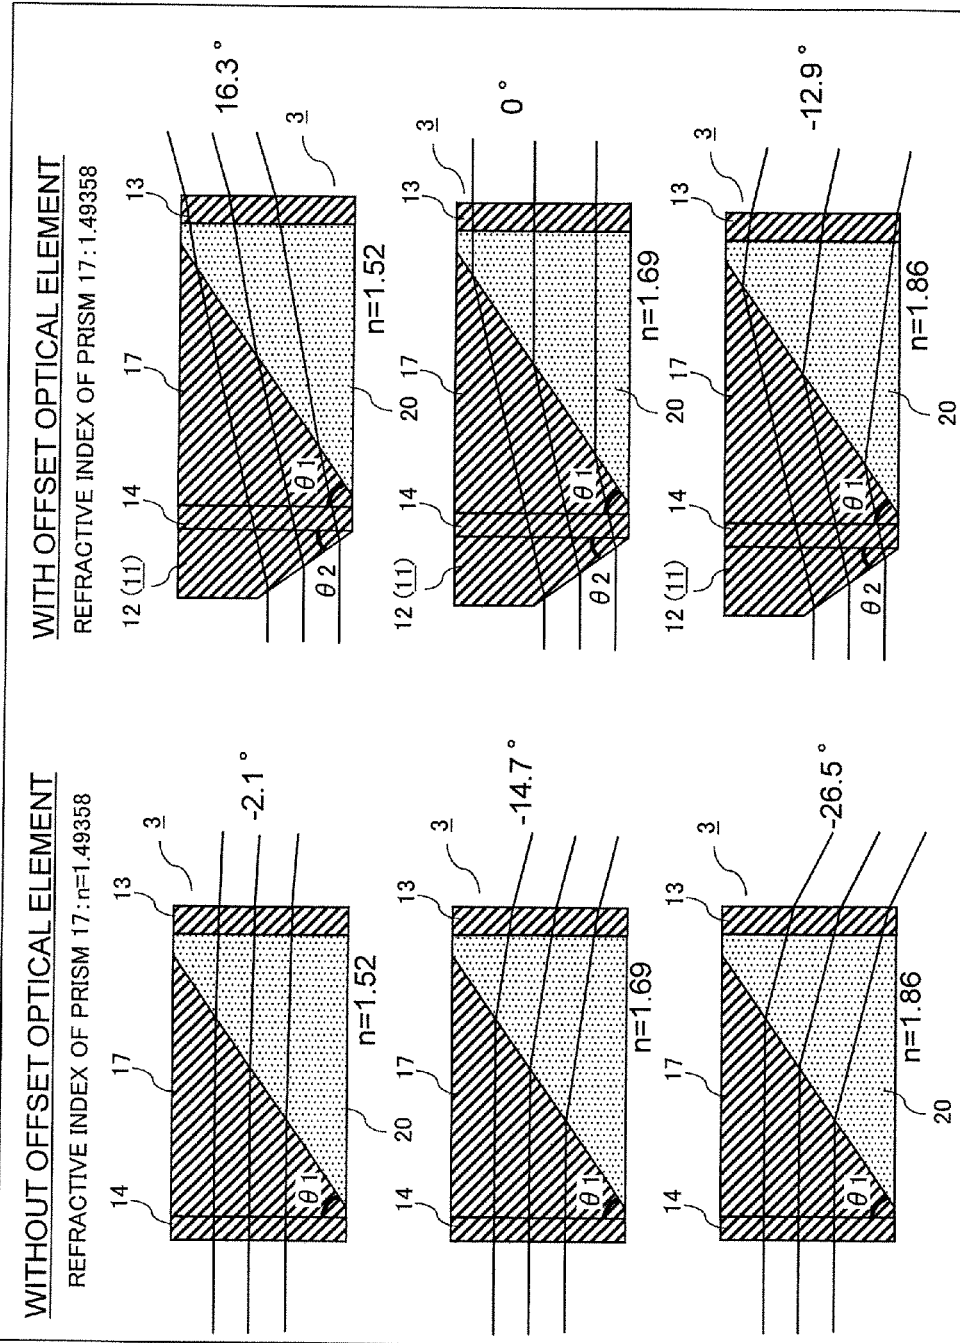 WITHOUT OFFSET OPTICAL ELEMENT
REFRACTIVE INDEX OF PRISM 17:n=1.49358
14
17
13
3
-2.1°
θ1
20
n=1.52
14
17
13
3
-14.7°
θ1
n=1.69
14
17
13
3
-26.5°
θ1
20
n=1.86
WITH OFFSET OPTICAL ELEMENT
REFRACTIVE INDEX OF PRISM 17:1.49358
12(11)
14
17
13
16.3°
3
θ1
θ2
20
n=1.52
12(11)
14
17
13
3
0°
θ1
θ2
20
n=1.69
12(11)
14
17
13
3
-12.9°
θ1
θ2
20
n=1.86